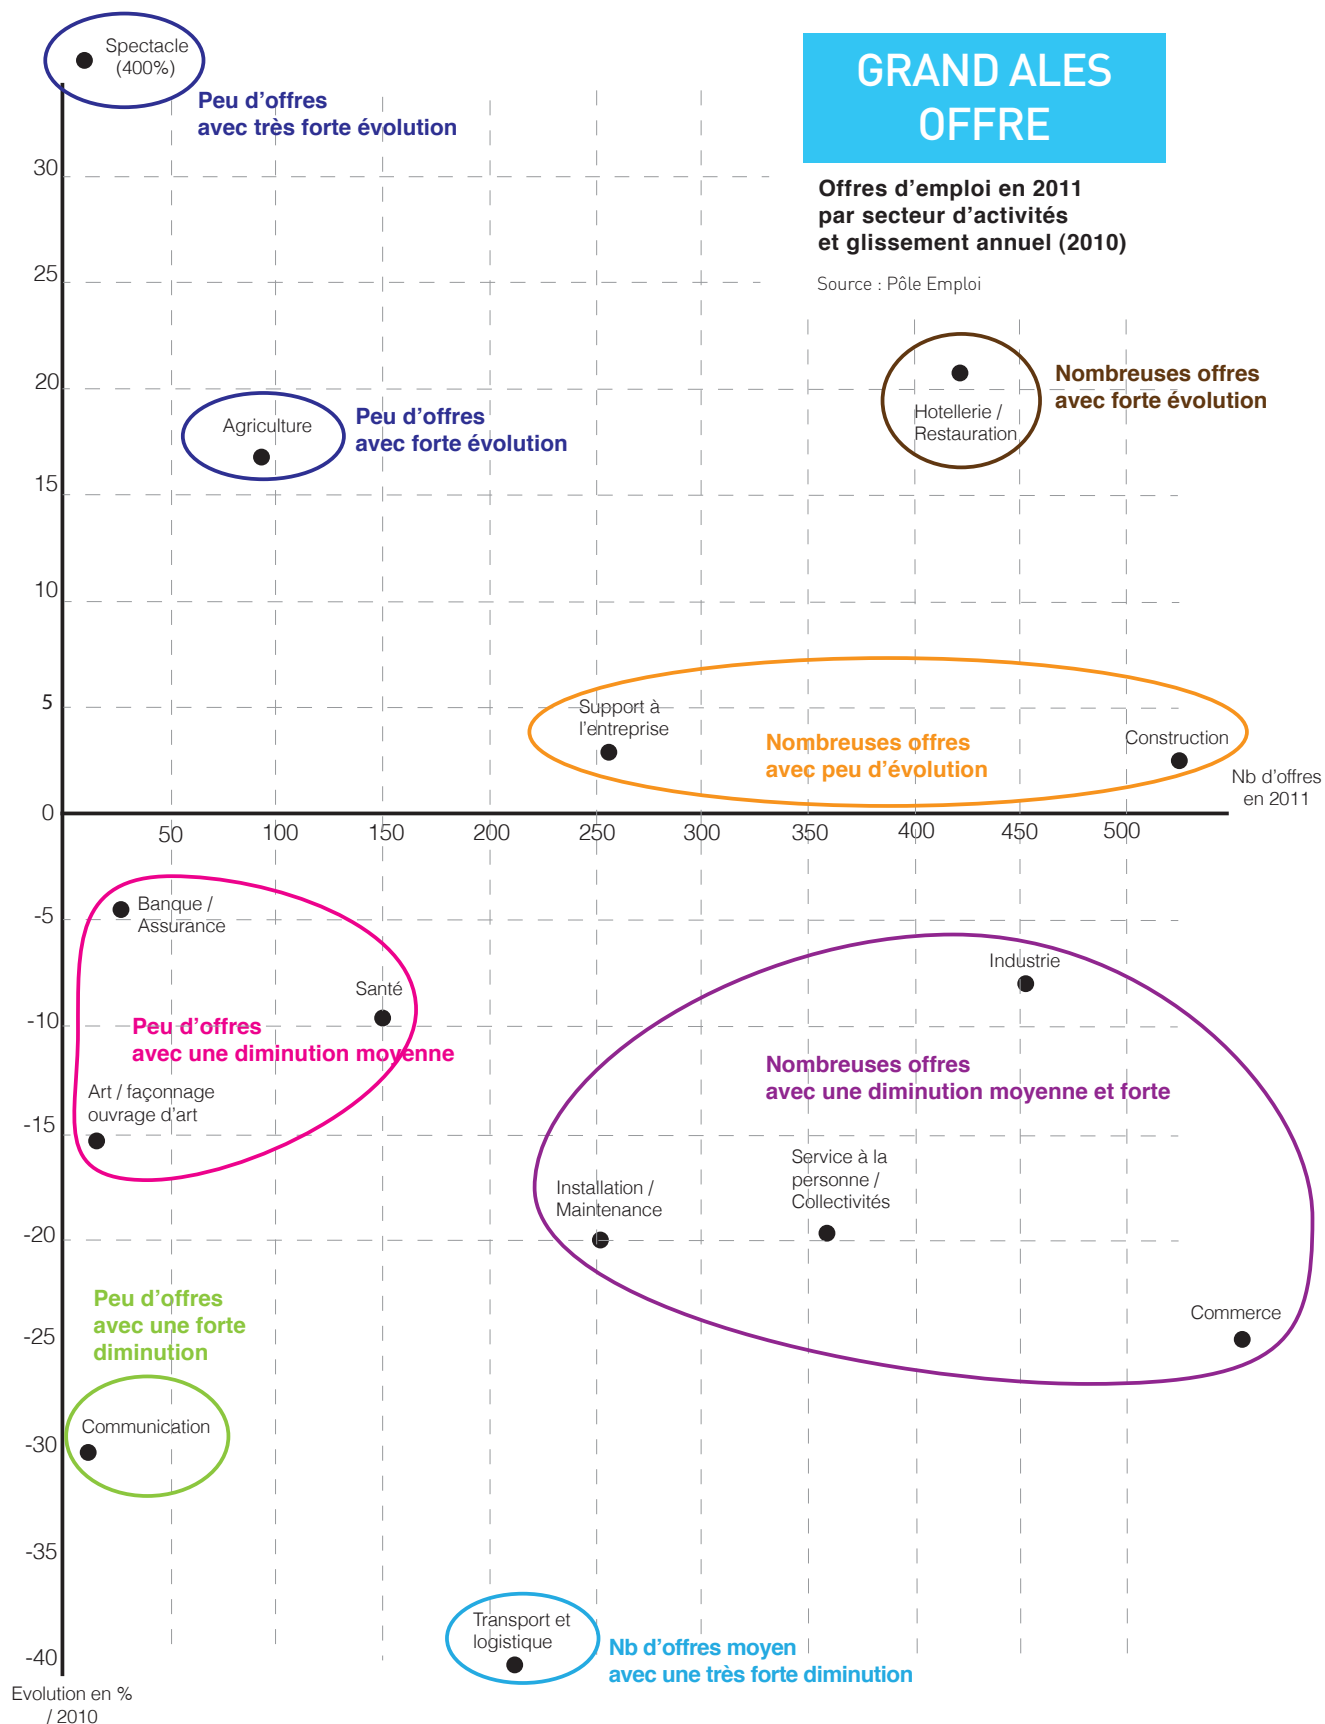 Spectacle
(400%)
Peu d'offres
avec très forte évolution
GRAND ALES
OFFRE
Offres d'emploi en 2011
par secteur d'activités
et glissement annuel (2010)
Source : Pôle Emploi
30
25
20
15
10
5
0
Agriculture
Peu d'offres
avec forte évolution
Hotellerie /
Restauration
Nombreuses offres
avec forte évolution
Support à
l'entreprise
Nombreuses offres
avec peu d'évolution
Construction
Nb d'offres
en 2011
50 100 150 200 250 300 350 400 450 500
-5
-10
-15
-20
-25
-30
-35
-40
Banque /
Assurance
Santé
Peu d'offres
avec une diminution moyenne
Art / façonnage
ouvrage d'art
Industrie
Nombreuses offres
avec une diminution moyenne et forte
Service à la
personne /
Collectivités
Installation /
Maintenance
Commerce
Peu d'offres
avec une forte
diminution
Communication
Transport et
logistique
Nb d'offres moyen
avec une très forte diminution
Evolution en %
/ 2010